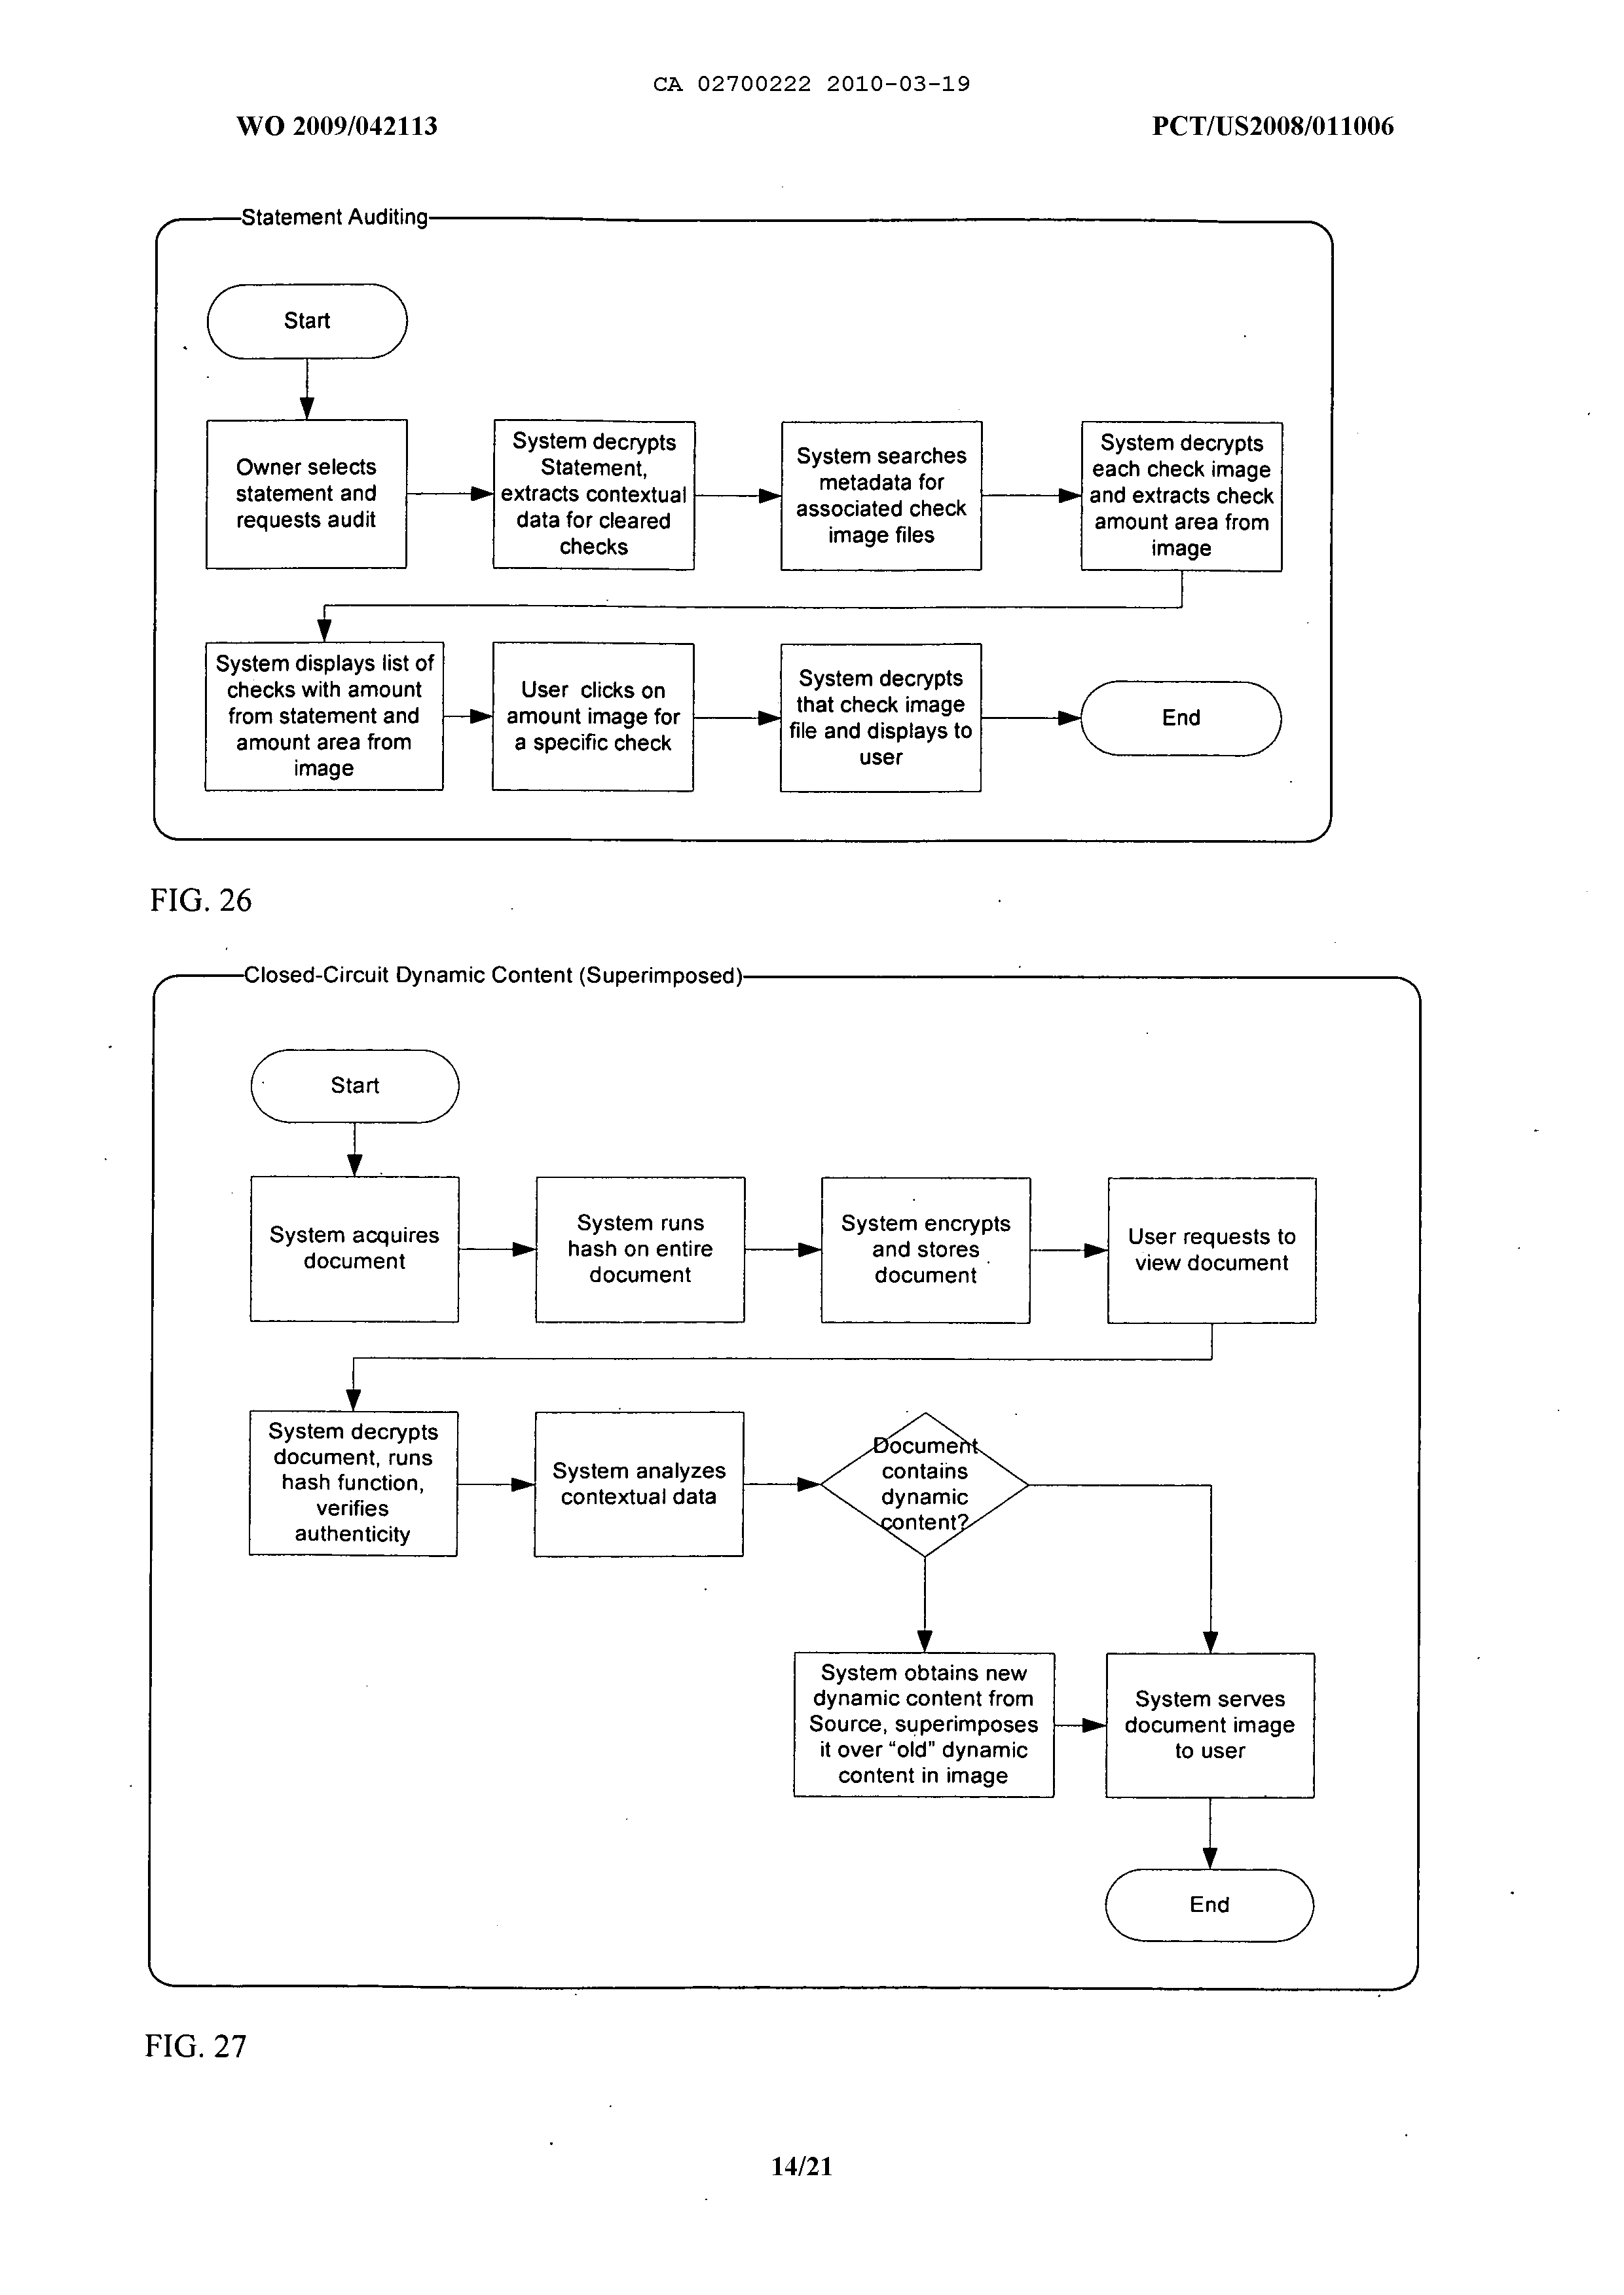 CA 02700222 2010-03-19
WO 2009/042113
PCT/US2008/011006
Statement Auditing
Start
Owner selects
statement and
requests audit
System decrypts
Statement,
extracts contextual
data for cleared
checks
System searches
metadata for
associated check
image files
System decrypts
each check image
and extracts check
amount area from
image
System displays list of
checks with amount
from statement and
amount area from
image
User clicks on
amount image for
a specific check
System decrypts
that check image
file and displays to
user
End
FIG. 26
Closed-Circuit Dynamic Content (Superimposed)
Start
System acquires
document
System runs
hash on entire
document
System encrypts
and stores
document
User requests to
view document
System decrypts
document, runs
hash function,
verifies
authenticity
System analyzes
contextual data
Document
contains
dynamic
content?
System obtains new
dynamic content from
Source, superimposes
it over “old” dynamic
content in image
System serves
document image
to user
End
FIG. 27
14/21